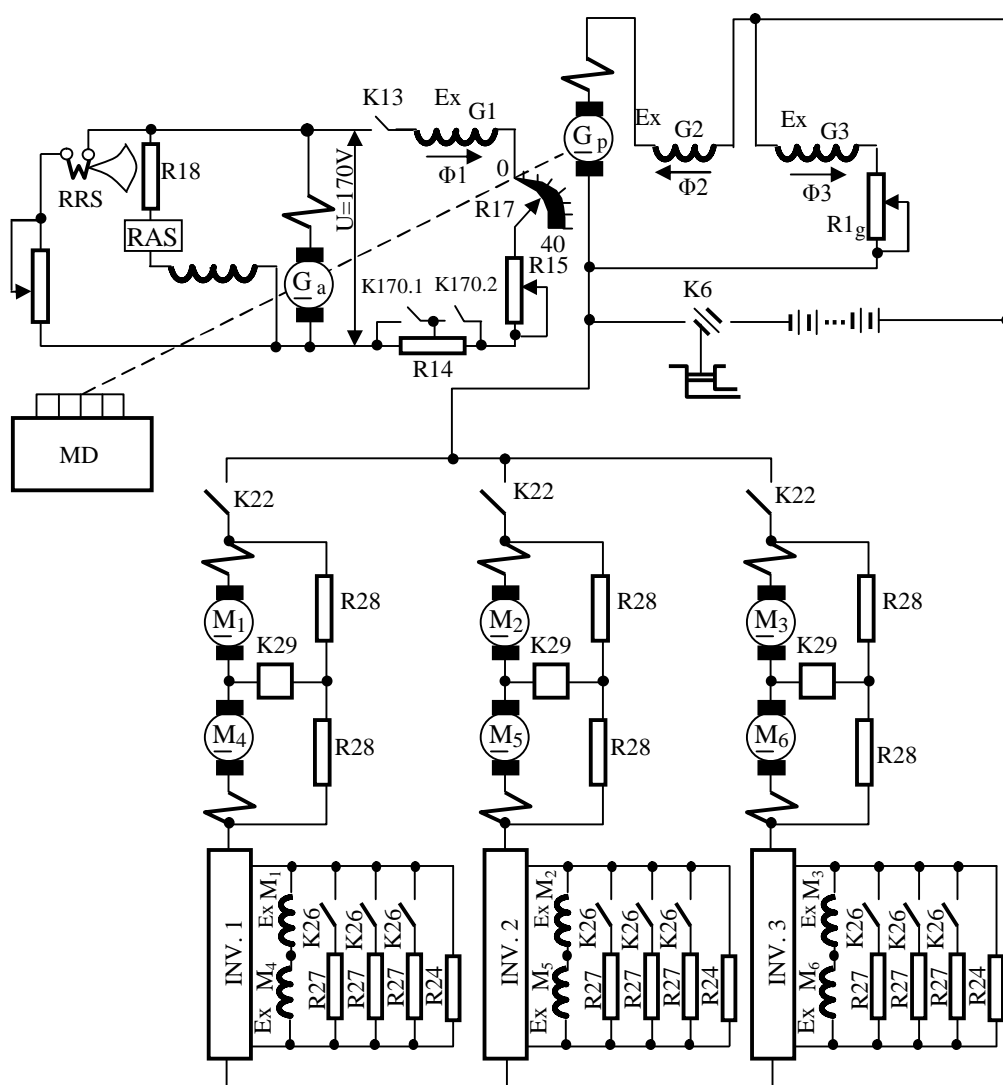 K13
Ex
G1
Φ1
0
R17
40
R15
K170.1
K170.2
R14
U=170V
RRS
R18
RAS
Ga
Gp
Ex
G2
Φ2
Ex
G3
Φ3
R1g
K6
MD
K22
K22
K22
M1
R28
K29
M4
R28
M2
R28
K29
M5
R28
M3
R28
K29
M6
R28
INV. 1
Ex M1
Ex M4
K26
K26
K26
R27
R27
R27
R24
INV. 2
Ex M2
Ex M5
K26
K26
K26
R27
R27
R27
R24
INV. 3
Ex M3
Ex M6
K26
K26
K26
R27
R27
R27
R24